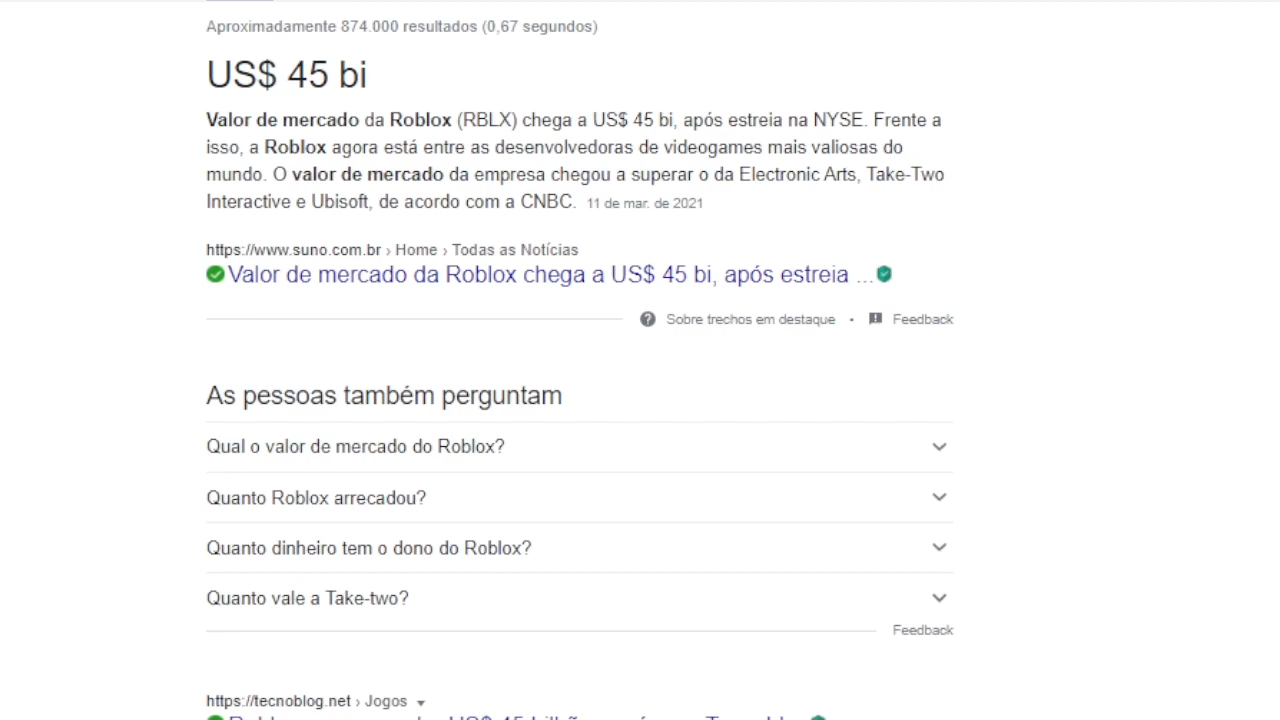 Aproximadamente 874.000 resultados (0,67 segundos)
US$ 45 bi
Valor de mercado da Roblox (RBLX) chega a US$ 45 bi, após estreia na NYSE. Frente a
isso, a Roblox agora está entre as desenvolvedoras de videogames mais valiosas do
mundo. O valor de mercado da empresa chegou a superar o da Electronic Arts, Take-Two
Interactive e Ubisoft, de acordo com a CNBC. 11 de mar. de 2021
https://www.suno.com.br › Home › Todas as Notícias
Valor de mercado da Roblox chega a US$ 45 bi, após estreia ...
Sobre trechos em destaque • Feedback
As pessoas também perguntam
Qual o valor de mercado do Roblox?
Quanto Roblox arrecadou?
Quanto dinheiro tem o dono do Roblox?
Quanto vale a Take-two?
Feedback
https://tecnoblog.net › Jogos